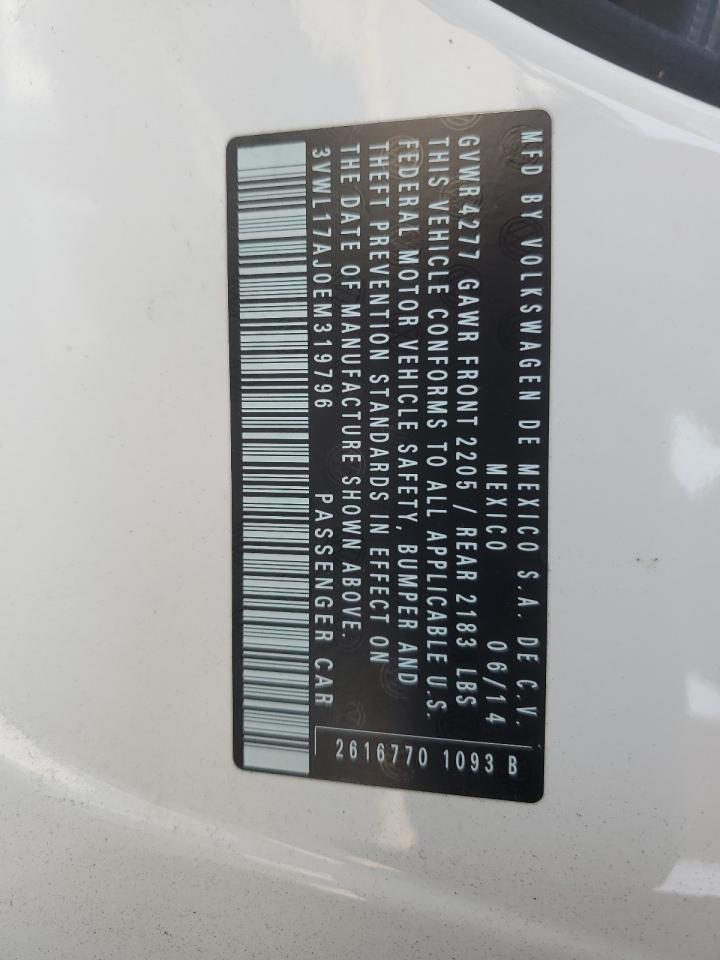 MFD BY VOLKSWAGEN DE MEXICO S.A. DE C.V.
MEXICO 06/14
GVWR 4277 GAWR FRONT 2205 / REAR 2183 LBS
THIS VEHICLE CONFORMS TO ALL APPLICABLE U.S.
FEDERAL MOTOR VEHICLE SAFETY, BUMPER AND
THEFT PREVENTION STANDARDS IN EFFECT ON
THE DATE OF MANUFACTURE SHOWN ABOVE.
3VWL17AJ0EM319796 PASSENGER CAR
2616770 1093 B